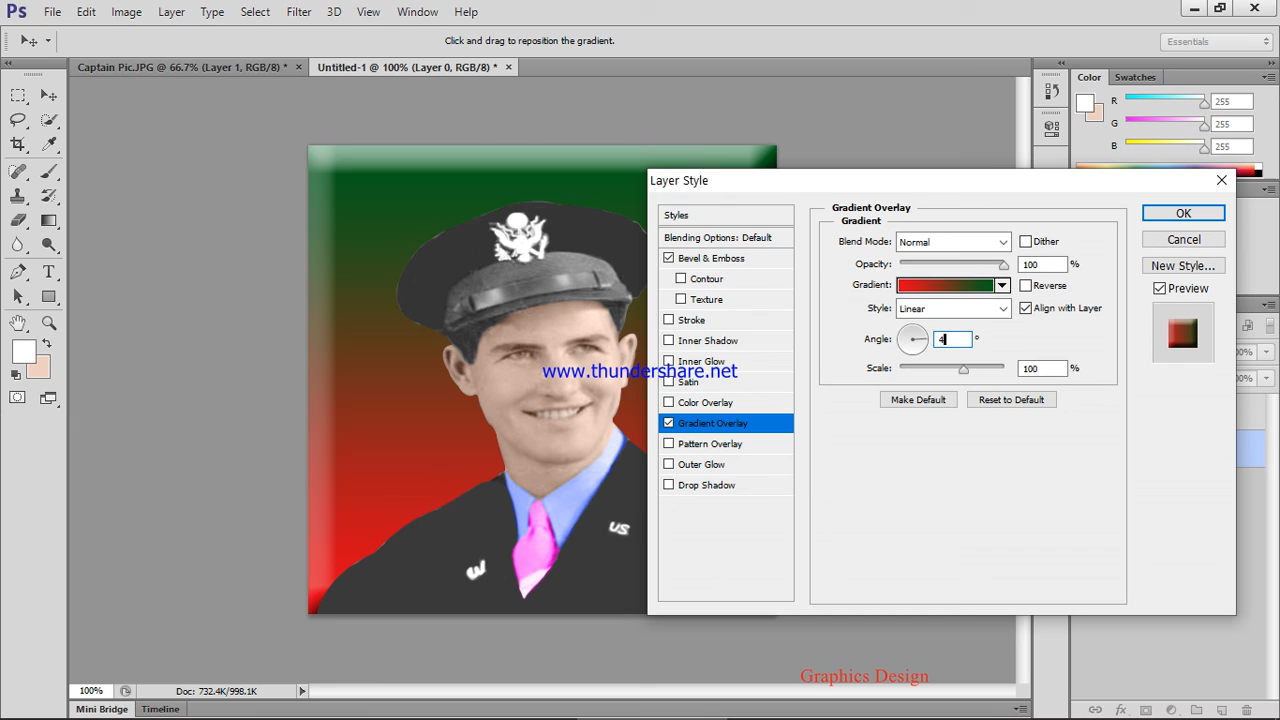 Ps File Edit Image Layer Type Select Filter 3D View Window Help
Click and drag to reposition the gradient.
Essentials
Captain Pic.JPG @ 66.7% (Layer 1, RGB/8) *
Untitled-1 @ 100% (Layer 0, RGB/8) *
Color Swatches
R 255
G 255
B 255
Layer Style
Styles
Blending Options: Default
Bevel & Emboss
Contour
Texture
Stroke
Inner Shadow
Inner Glow
Satin
Color Overlay
Gradient Overlay
Pattern Overlay
Outer Glow
Drop Shadow
Gradient Overlay
Gradient
Blend Mode: Normal Dither
Opacity: 100 %
Gradient: Reverse
Style: Linear Align with Layer
Angle: 4 °
Scale: 100 %
Make Default Reset to Default
OK
Cancel
New Style...
Preview
www.thundershare.net
US
Graphics Design
100% Doc: 732.4K/998.1K
Mini Bridge Timeline